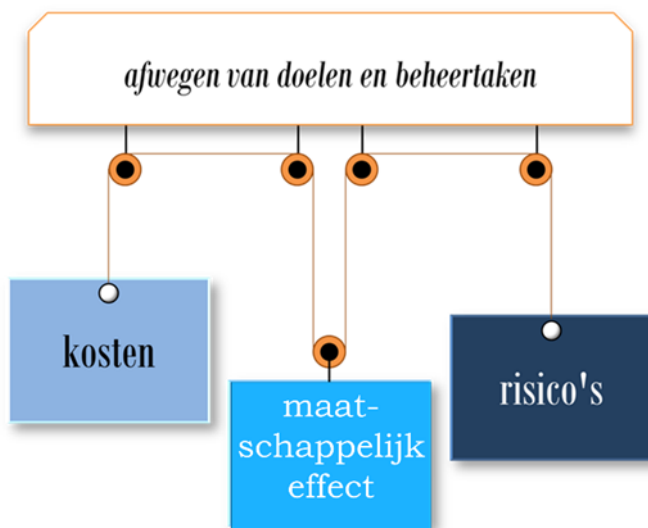 afwegen van doelen en beheertaken
kosten
maat-
schappelijk
effect
risico's